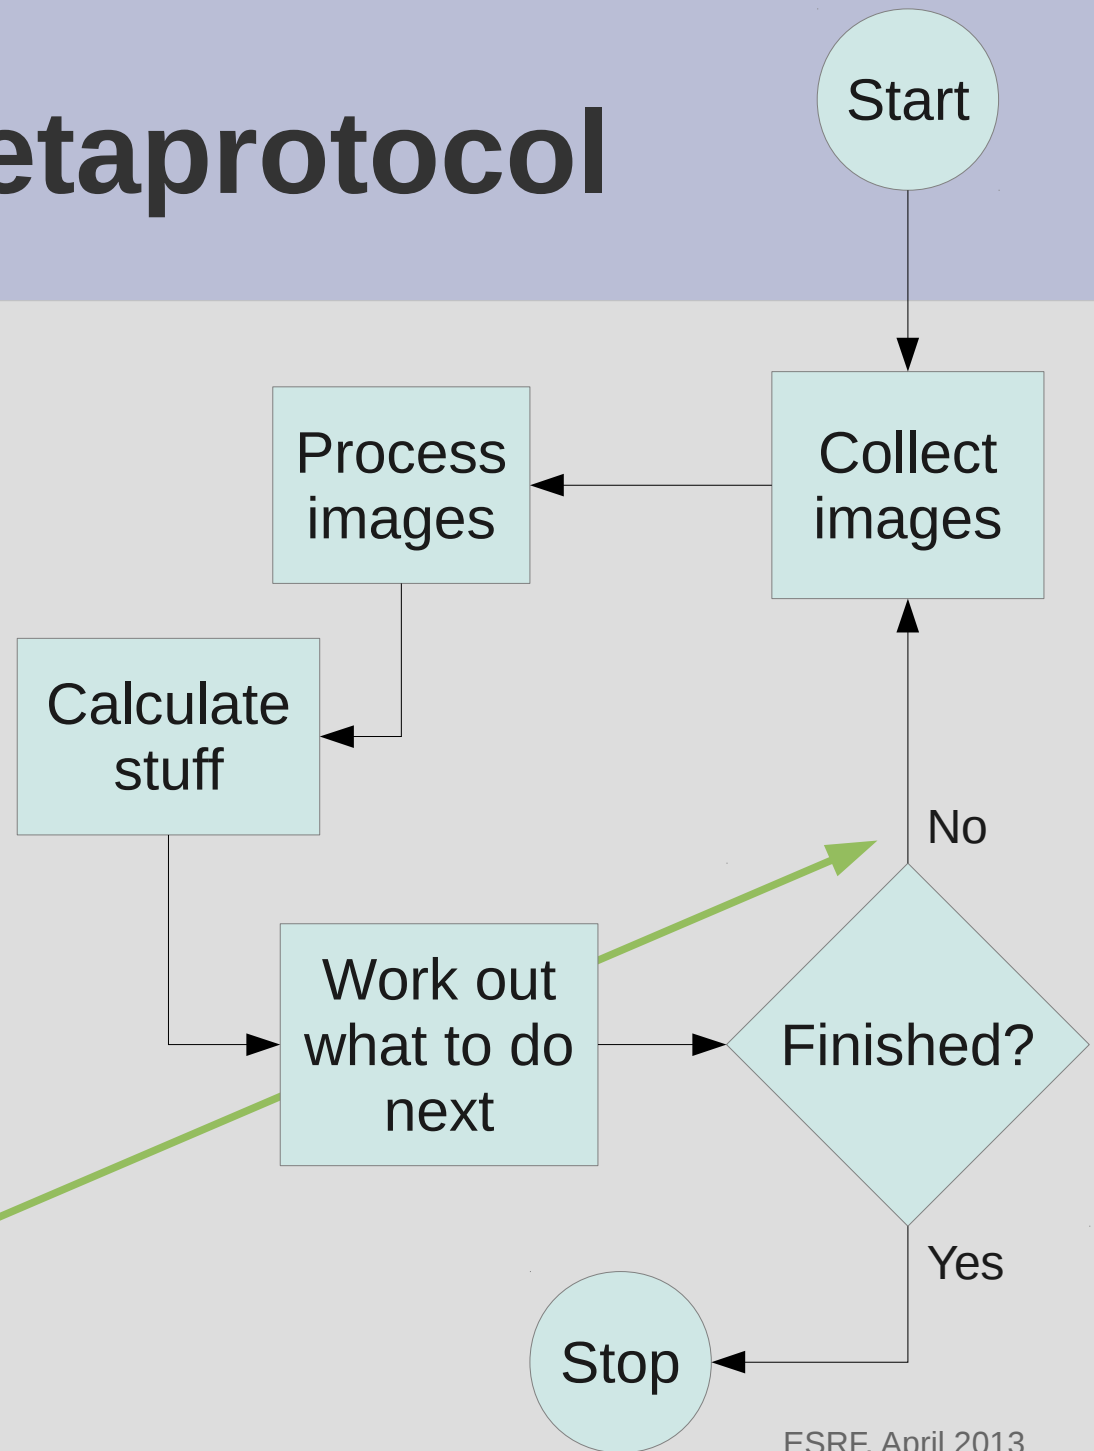 etaprotocol
Start
Collect
images
Process
images
Calculate
stuff
Work out
what to do
next
Finished?
No
Yes
Stop
ESRF, April 2013